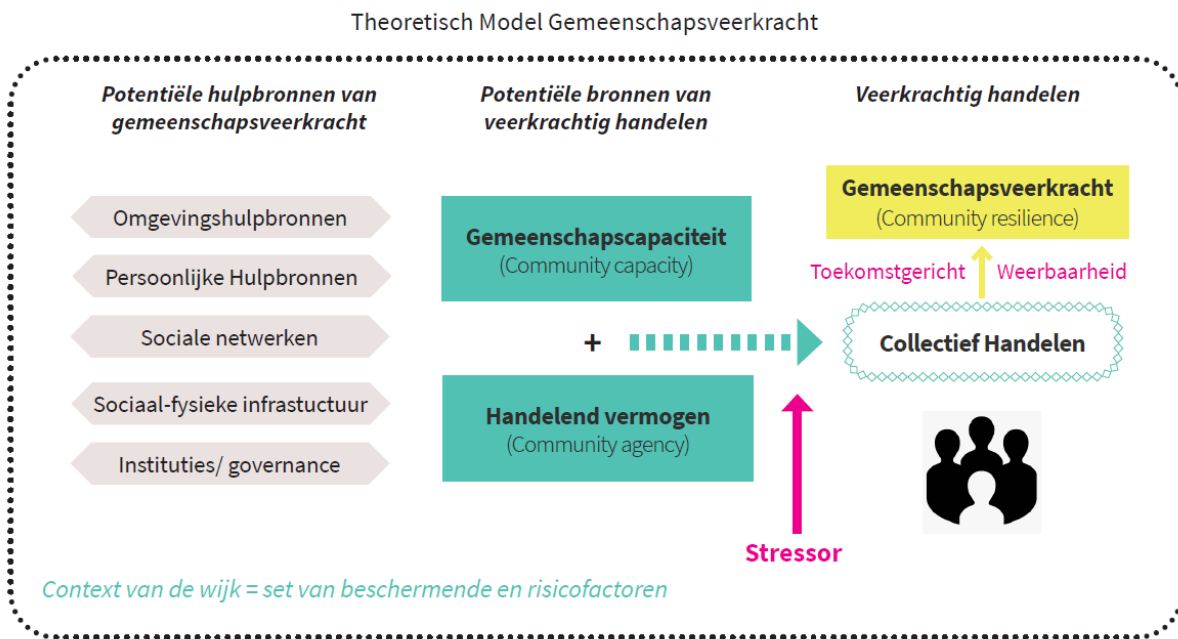 Theoretisch Model Gemeenschapsveerkracht
Potentiële hulpbronnen van
gemeenschapsveerkracht
Omgevingshulpbronnen
Persoonlijke Hulpbronnen
Sociale netwerken
Sociaal-fysieke infrastuctuur
Instituties/ governance
Potentiële bronnen van
veerkrachtig handelen
Gemeenschapscapaciteit
(Community capacity)
+
Handelend vermogen
(Community agency)
Stressor
Veerkrachtig handelen
Gemeenschapsveerkracht
(Community resilience)
Toekomstgericht Weerbaarheid
Collectief Handelen
Context van de wijk = set van beschermende en risicofactoren